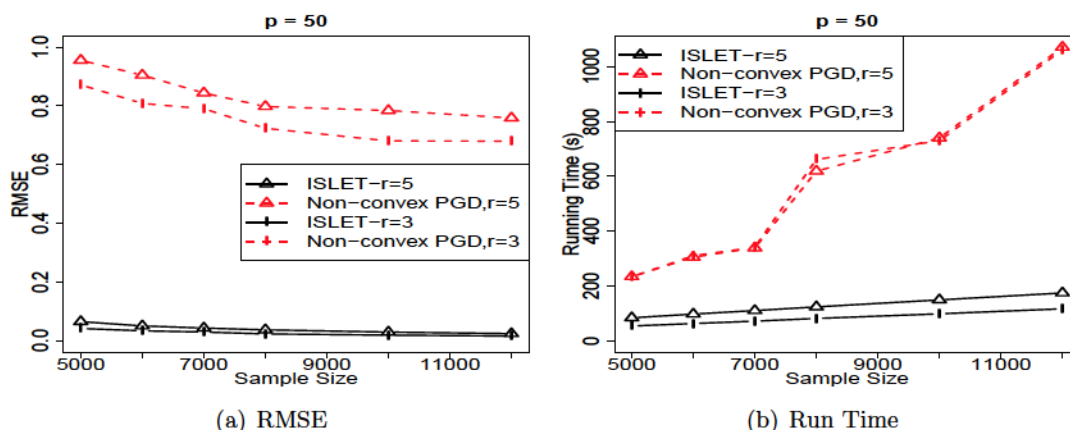 p = 50
RMSE
0.0
0.2
0.4
0.6
0.8
1.0
ISLET−r=5
Non−convex PGD,r=5
ISLET−r=3
Non−convex PGD,r=3
5000 7000 9000 11000
Sample Size
(a) RMSE
p = 50
Running Time (s)
0
200
400
600
800
1000
ISLET−r=5
Non−convex PGD,r=5
ISLET−r=3
Non−convex PGD,r=3
5000 7000 9000 11000
Sample Size
(b) Run Time